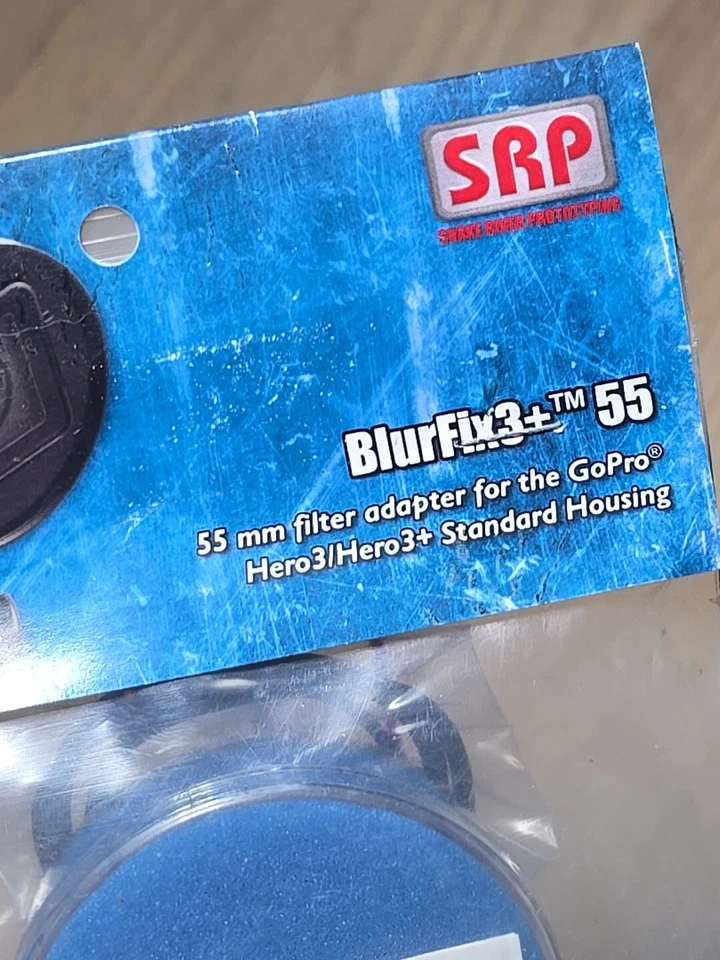 SRP
SNAKE RIVER PROTOTYPING
BlurFix3+™ 55
55 mm filter adapter for the GoPro®
Hero3/Hero3+ Standard Housing